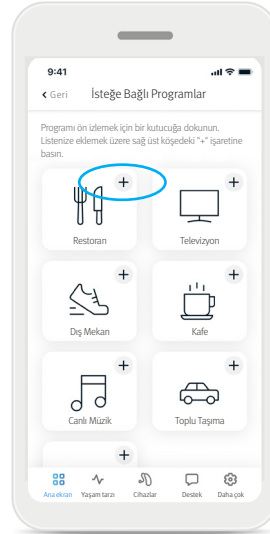 9:41
Geri İsteğe Bağlı Programlar
Programı ön izlemek için bir kutucuğa dokunun.
Listenize eklemek üzere sağ üst köşedeki "+" işaretine
basın.
+ +
Restoran Televizyon
+ +
Dış Mekan Kafe
+ +
Canlı Müzik Toplu Taşıma
+
Ana ekran Yaşam tarzı Cihazlar Destek Daha çok